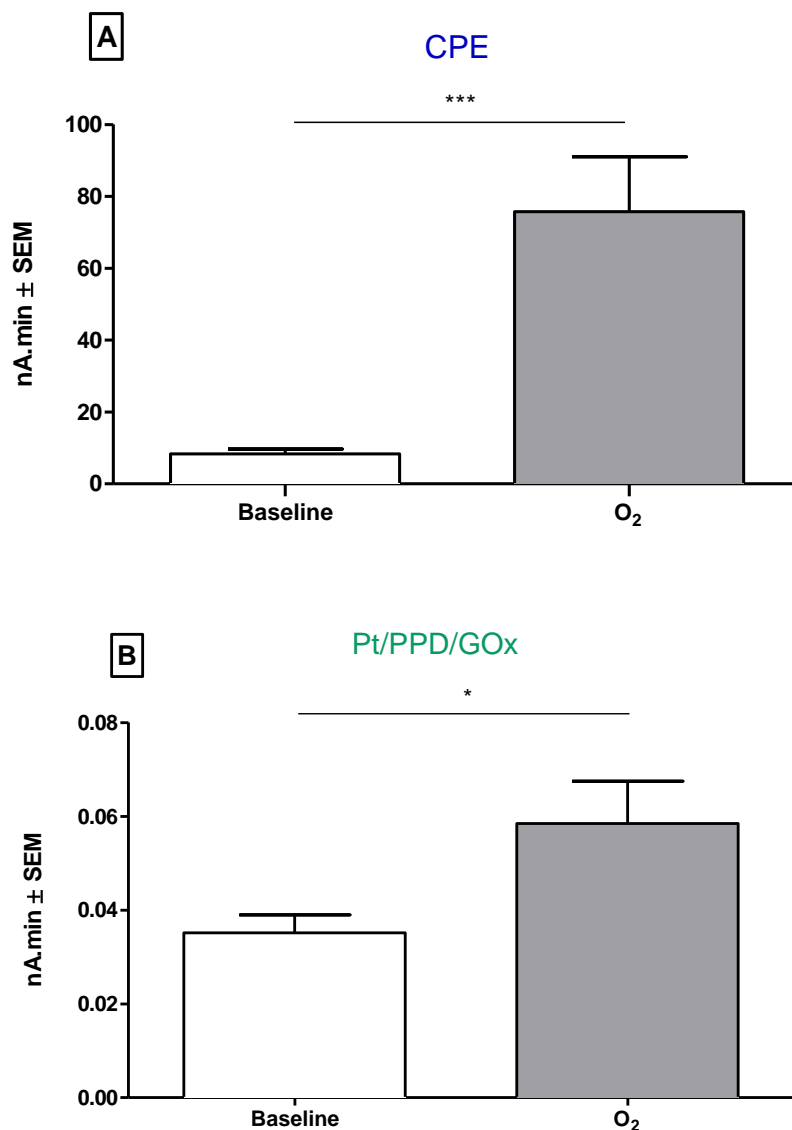 A
CPE
***
100
80
60
40
20
0
nA.min ± SEM
Baseline
O₂
B
Pt/PPD/GOx
*
0.08
0.06
0.04
0.02
0.00
nA.min ± SEM
Baseline
O₂